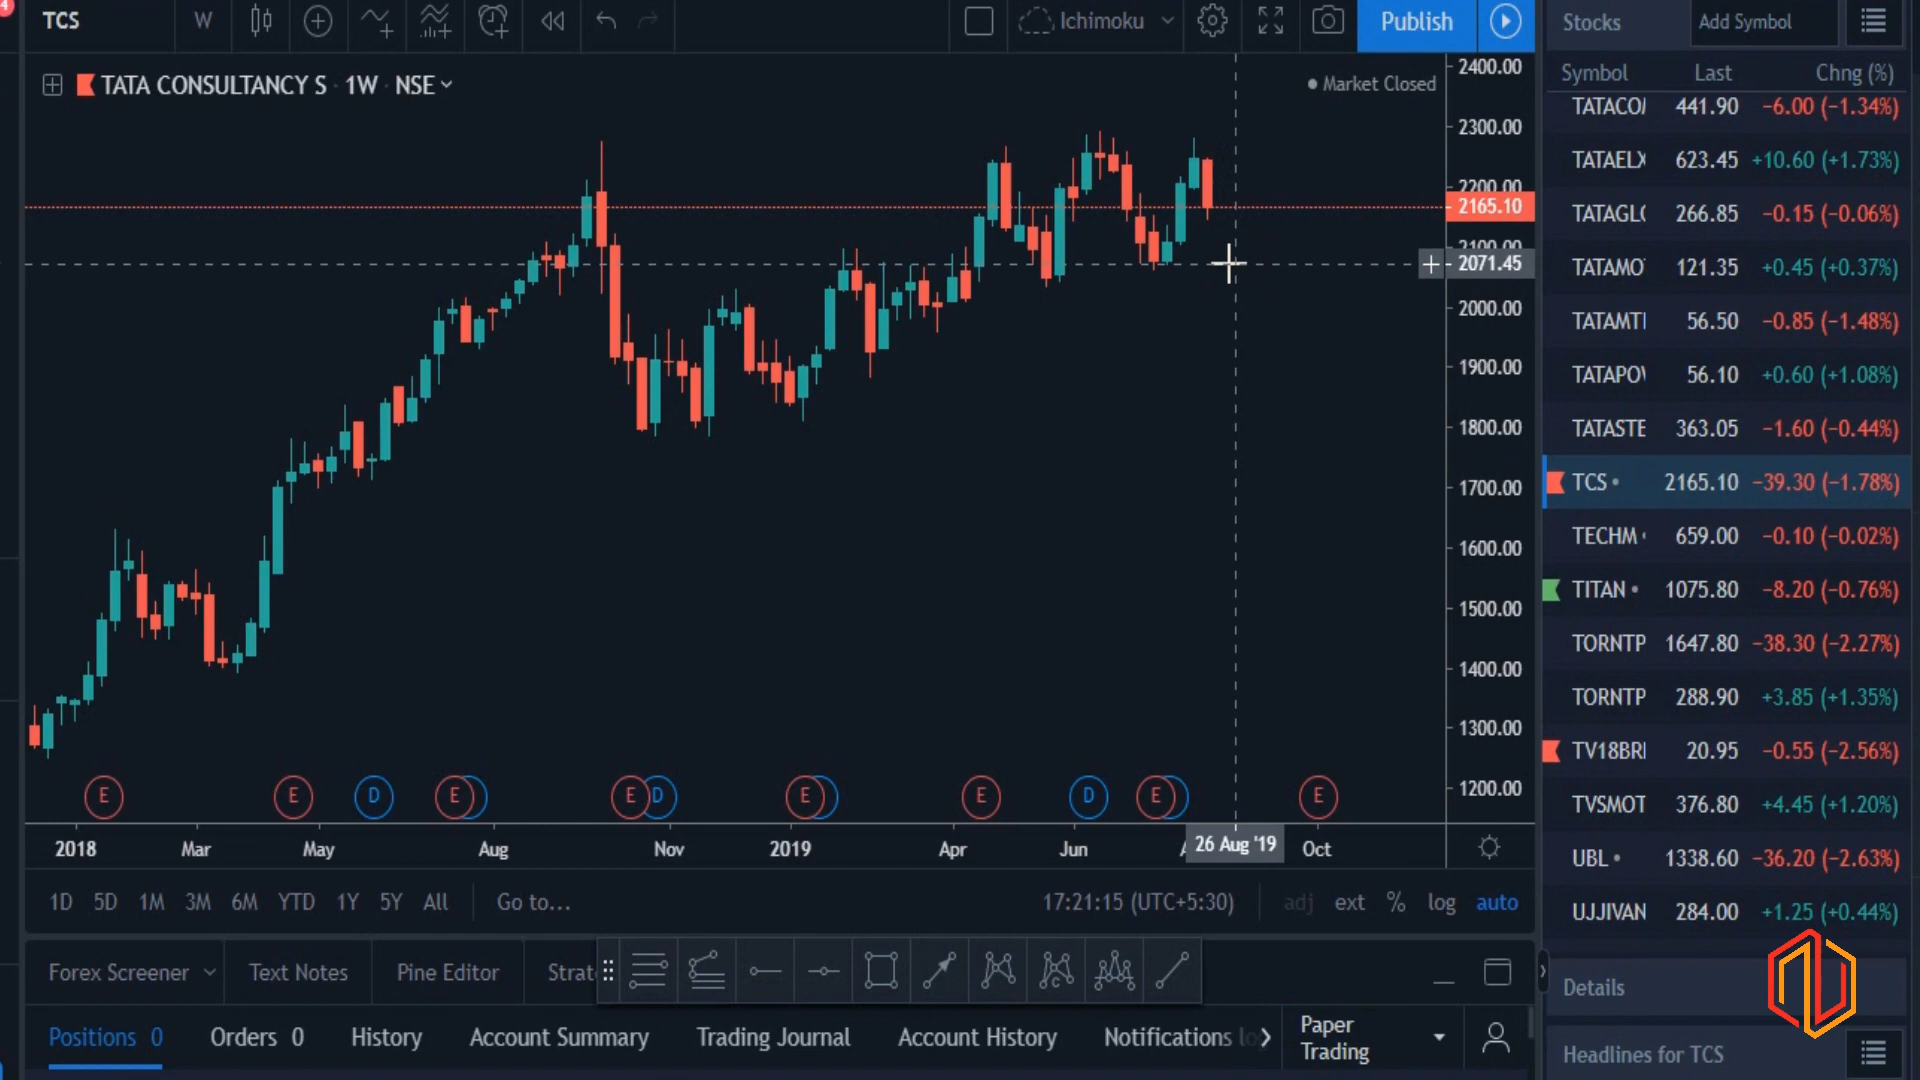 4
TCS
W
Ichimoku
Publish
Stocks
Add Symbol
TATA CONSULTANCY S · 1W · NSE
Market Closed
Symbol Last Chng (%)
2400.00
2300.00
2200.00
2165.10
2100.00
2071.45
2000.00
1900.00
1800.00
1700.00
1600.00
1500.00
1400.00
1300.00
1200.00
TATACO 441.90 −6.00 (−1.34%)
TATAELX 623.45 +10.60 (+1.73%)
TATAGL 266.85 −0.15 (−0.06%)
TATAMO 121.35 +0.45 (+0.37%)
TATAMT 56.50 −0.85 (−1.48%)
TATAPO 56.10 +0.60 (+1.08%)
TATASTE 363.05 −1.60 (−0.44%)
TCS 2165.10 −39.30 (−1.78%)
TECHM 659.00 −0.10 (−0.02%)
TITAN 1075.80 −8.20 (−0.76%)
TORNTP 1647.80 −38.30 (−2.27%)
TORNTP 288.90 +3.85 (+1.35%)
TV18BR 20.95 −0.55 (−2.56%)
TVSMOT 376.80 +4.45 (+1.20%)
UBL 1338.60 −36.20 (−2.63%)
UJJIVAN 284.00 +1.25 (+0.44%)
E E D E E D E E D E E
2018 Mar May Aug Nov 2019 Apr Jun 26 Aug '19 Oct
1D 5D 1M 3M 6M YTD 1Y 5Y All Go to... 17:21:15 (UTC+5:30) adj ext % log auto
Forex Screener Text Notes Pine Editor Strat
Details
Positions 0 Orders 0 History Account Summary Trading Journal Account History Notifications lo
Paper
Trading
Headlines for TCS